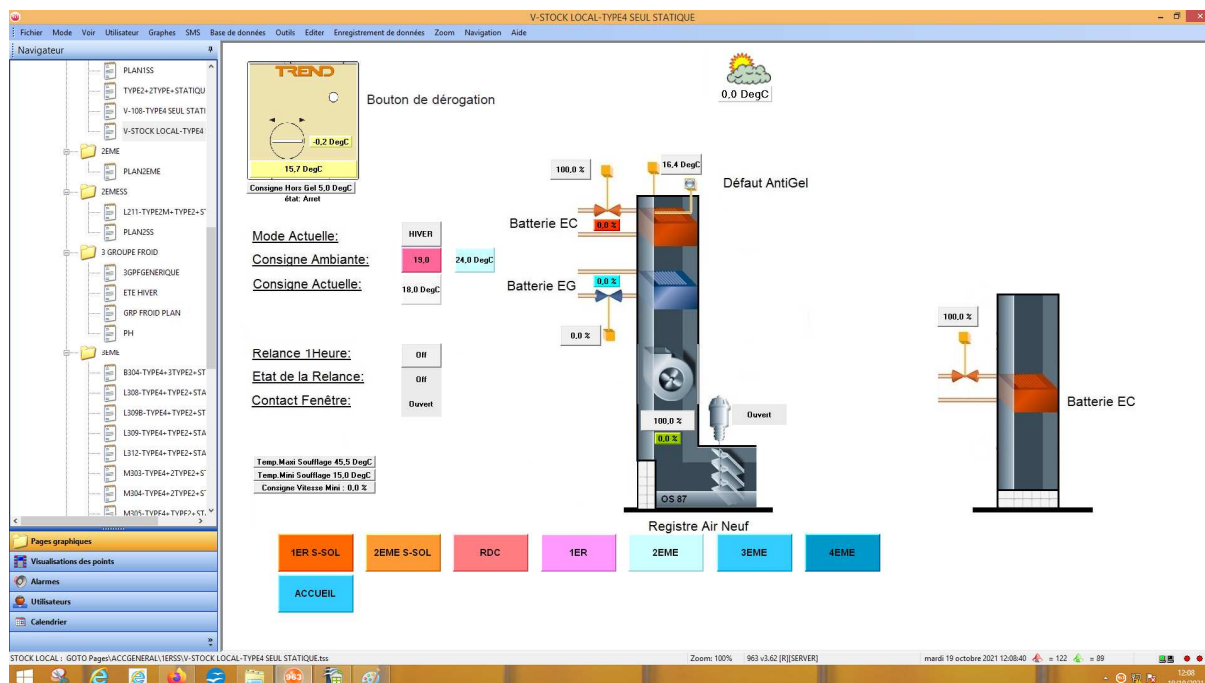 V-STOCK LOCAL-TYPE4 SEUL STATIQUE
Fichier Mode Voir Utilisateur Graphes SMS Base de données Outils Editer Enregistrement de données Zoom Navigation Aide
Navigateur
PLAN1SS
TYPE2+2TYPE+STATIQU
V-108-TYPE4 SEUL STATI
V-STOCK LOCAL-TYPE4
2EME
PLAN2EME
2EMESS
L211-TYPE2M+TYPE2+S
PLAN2SS
3 GROUPE FROID
3GPFGENERIQUE
ETE HIVER
GRP FROID PLAN
PH
3EME
B304-TYPE4+3TYPE2+ST
L308-TYPE4+TYPE2+STA
L309B-TYPE4+TYPE2+ST
L309-TYPE4+TYPE2+STA
L312-TYPE4+TYPE2+STA
M303-TYPE4+2TYPE2+S
M304-TYPE4+2TYPE2+S
M305-TYPE4+TYPE2+ST
Pages graphiques
Visualisations des points
Alarmes
Utilisateurs
Calendrier
TREND
-0,2 DegC
15,7 DegC
Consigne Hors Gel 5,0 DegC
état: Arret
Bouton de dérogation
0,0 DegC
Mode Actuelle: HIVER
Consigne Ambiante: 19,0 24,0 DegC
Consigne Actuelle: 18,0 DegC
Relance 1Heure: Off
Etat de la Relance: Off
Contact Fenêtre: Ouvert
Temp.Maxi Soufflage 45,5 DegC
Temp.Mini Soufflage 15,0 DegC
Consigne Vitesse Mini : 0,0 %
100,0 %
16,4 DegC
Défaut AntiGel
Batterie EC
0,0 %
Batterie EG
0,0 %
0,0 %
100,0 %
0,0 %
Ouvert
OS 87
Registre Air Neuf
100,0 %
Batterie EC
1ER S-SOL 2EME S-SOL RDC 1ER 2EME 3EME 4EME
ACCUEIL
STOCK LOCAL : GOTO Pages\ACCGENERAL\1ERSS\V-STOCK LOCAL-TYPE4 SEUL STATIQUE.tss
Zoom: 100% 963 v3.62 [R][SERVER] mardi 19 octobre 2021 12:08:40 = 122 = 89
963
12:08